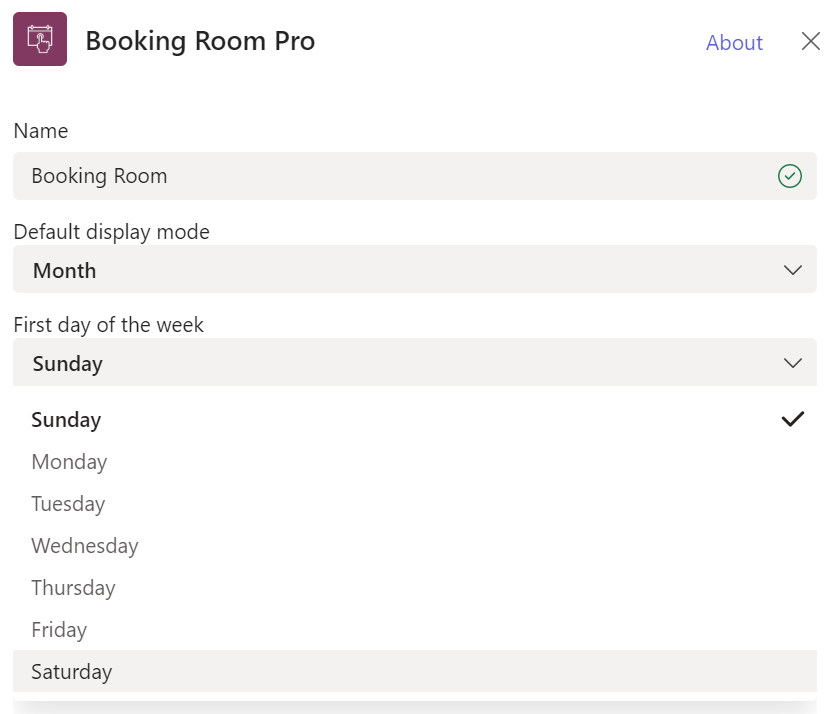 Booking Room Pro
About
Name
Booking Room
Default display mode
Month
First day of the week
Sunday
Sunday
Monday
Tuesday
Wednesday
Thursday
Friday
Saturday